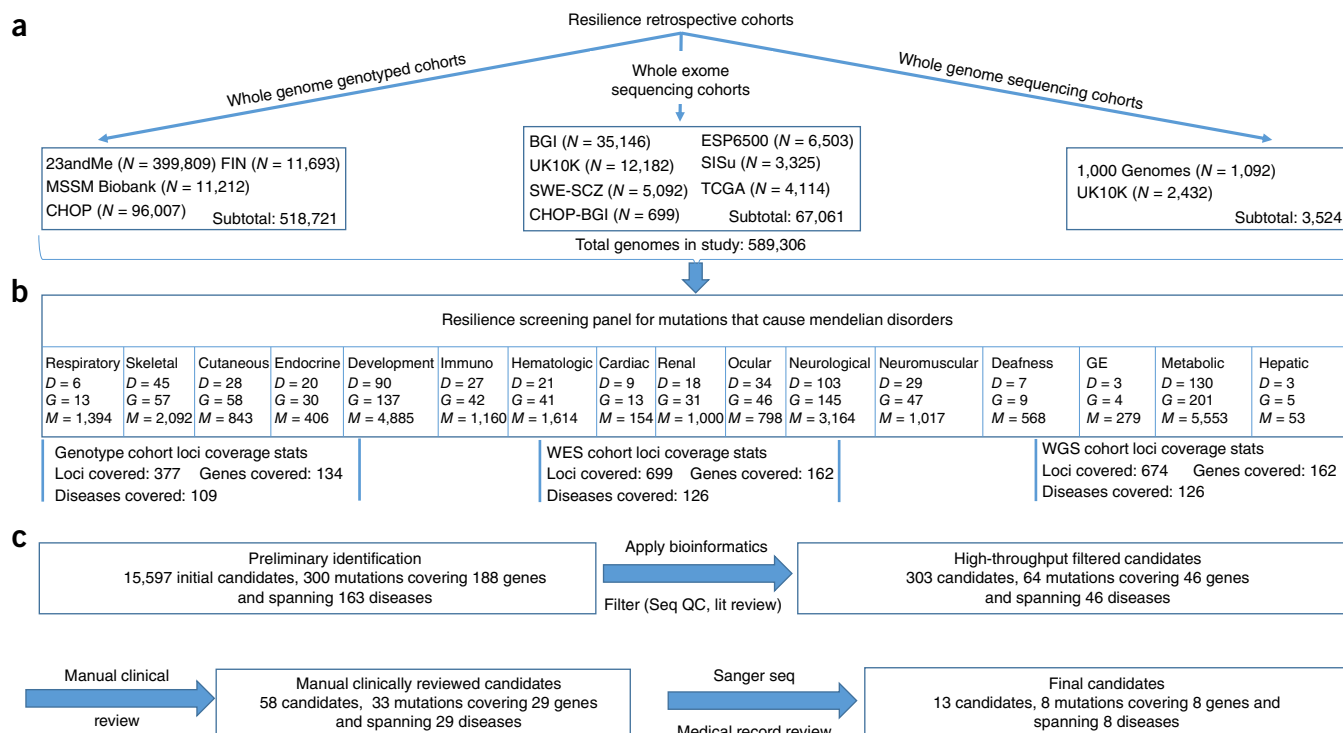 a
Resilience retrospective cohorts
Whole genome genotyped cohorts
Whole exome
sequencing cohorts
Whole genome sequencing cohorts
23andMe (N = 399,809) FIN (N = 11,693)
MSSM Biobank (N = 11,212)
CHOP (N = 96,007)
Subtotal: 518,721
BGI (N = 35,146)
ESP6500 (N = 6,503)
UK10K (N = 12,182)
SISu (N = 3,325)
SWE-SCZ (N = 5,092)
TCGA (N = 4,114)
CHOP-BGI (N = 699)
Subtotal: 67,061
1,000 Genomes (N = 1,092)
UK10K (N = 2,432)
Subtotal: 3,524
Total genomes in study: 589,306
b
Resilience screening panel for mutations that cause mendelian disorders
Respiratory
D = 6
G = 13
M = 1,394
Skeletal
D = 45
G = 57
M = 2,092
Cutaneous
D = 28
G = 58
M = 843
Endocrine
D = 20
G = 30
M = 406
Development
D = 90
G = 137
M = 4,885
Immuno
D = 27
G = 42
M = 1,160
Hematologic
D = 21
G = 41
M = 1,614
Cardiac
D = 9
G = 13
M = 154
Renal
D = 18
G = 31
M = 1,000
Ocular
D = 34
G = 46
M = 798
Neurological
D = 103
G = 145
M = 3,164
Neuromuscular
D = 29
G = 47
M = 1,017
Deafness
D = 7
G = 9
M = 568
GE
D = 3
G = 4
M = 279
Metabolic
D = 130
G = 201
M = 5,553
Hepatic
D = 3
G = 5
M = 53
Genotype cohort loci coverage stats
Loci covered: 377 Genes covered: 134
Diseases covered: 109
WES cohort loci coverage stats
Loci covered: 699 Genes covered: 162
Diseases covered: 126
WGS cohort loci coverage stats
Loci covered: 674 Genes covered: 162
Diseases covered: 126
c
Preliminary identification
15,597 initial candidates, 300 mutations covering 188 genes
and spanning 163 diseases
Apply bioinformatics
Filter (Seq QC, lit review)
High-throughput filtered candidates
303 candidates, 64 mutations covering 46 genes
and spanning 46 diseases
Manual clinical
review
Manual clinically reviewed candidates
58 candidates, 33 mutations covering 29 genes
and spanning 29 diseases
Sanger seq
Medical record review
Final candidates
13 candidates, 8 mutations covering 8 genes and
spanning 8 diseases